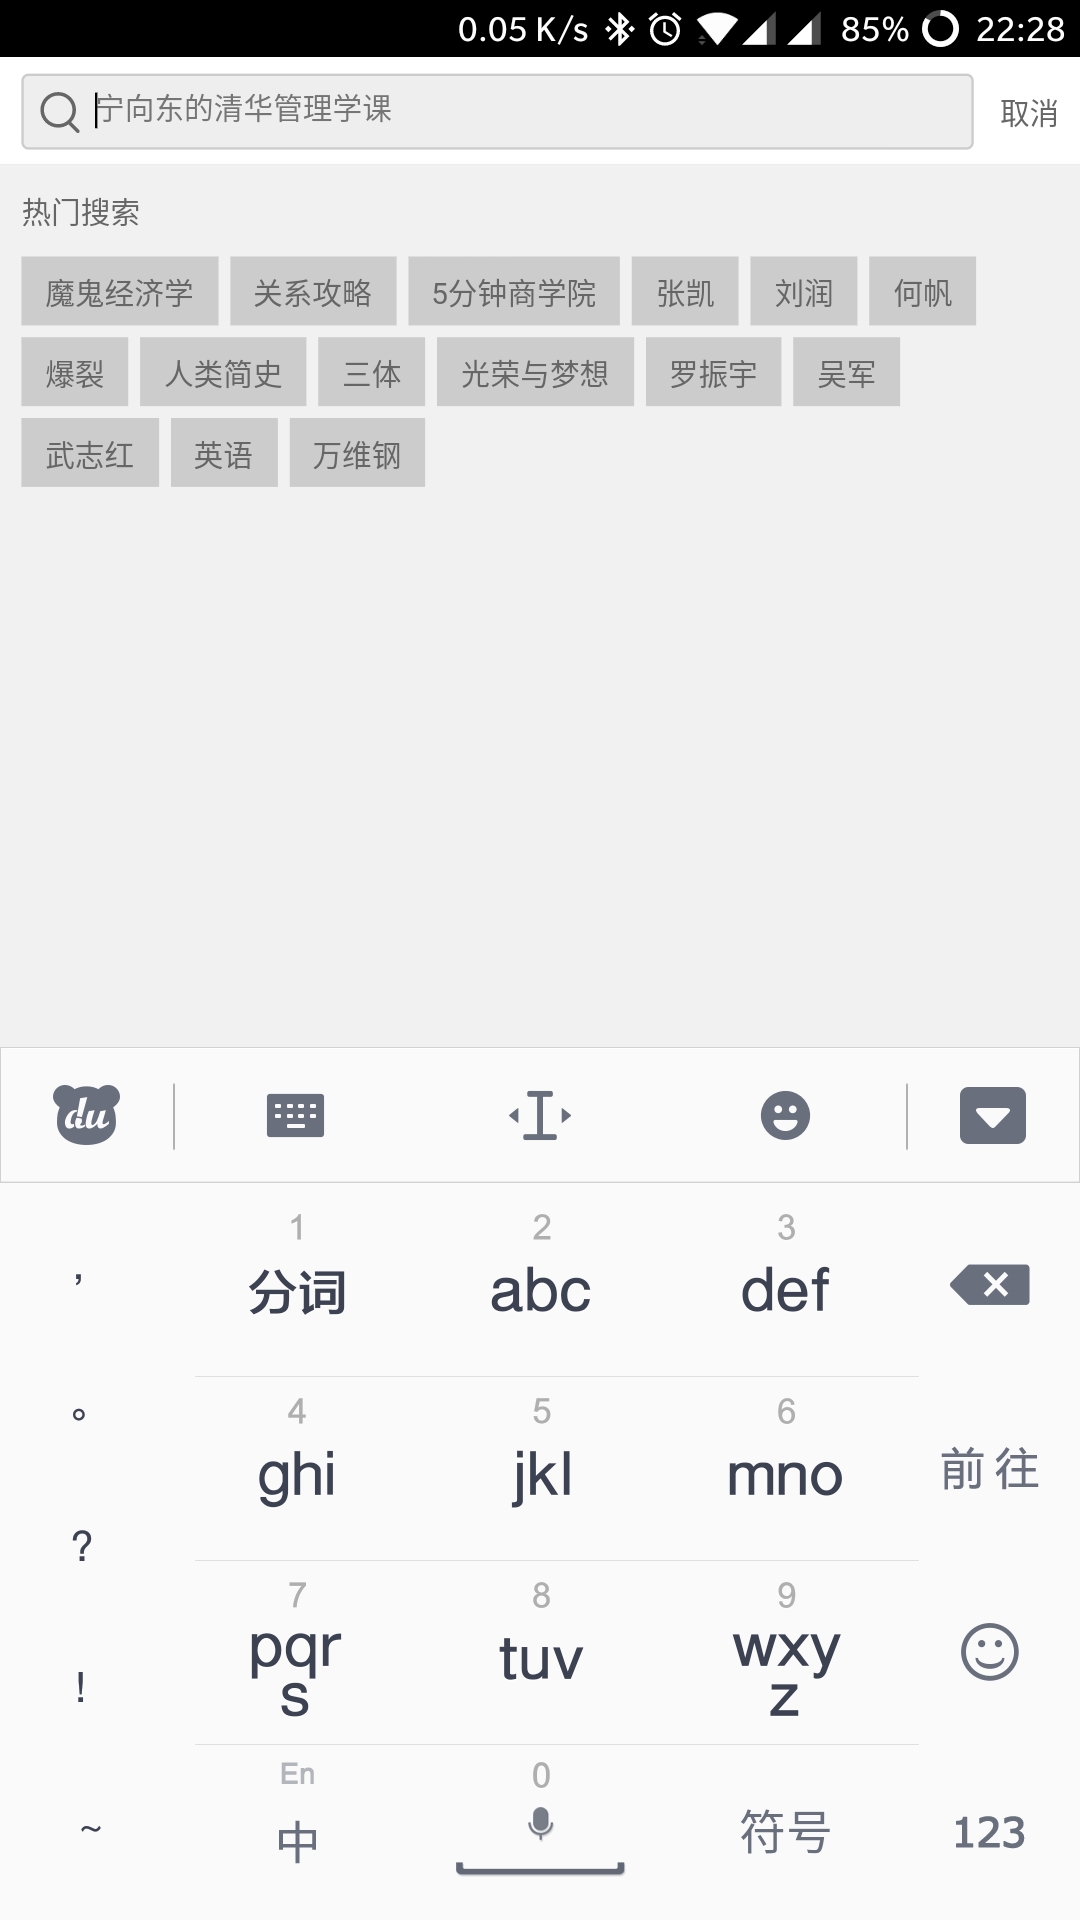 0.05 K/s 85% 22:28
宁向东的清华管理学课 取消
热门搜索
魔鬼经济学 关系攻略 5分钟商学院 张凯 刘润 何帆
爆裂 人类简史 三体 光荣与梦想 罗振宇 吴军
武志红 英语 万维钢
du
1 2 3
, 分词 abc def
。 4 5 6
ghi jkl mno 前往
? 7 8 9
pqrs tuv wxyz
!
En 0
~ 中 符号 123